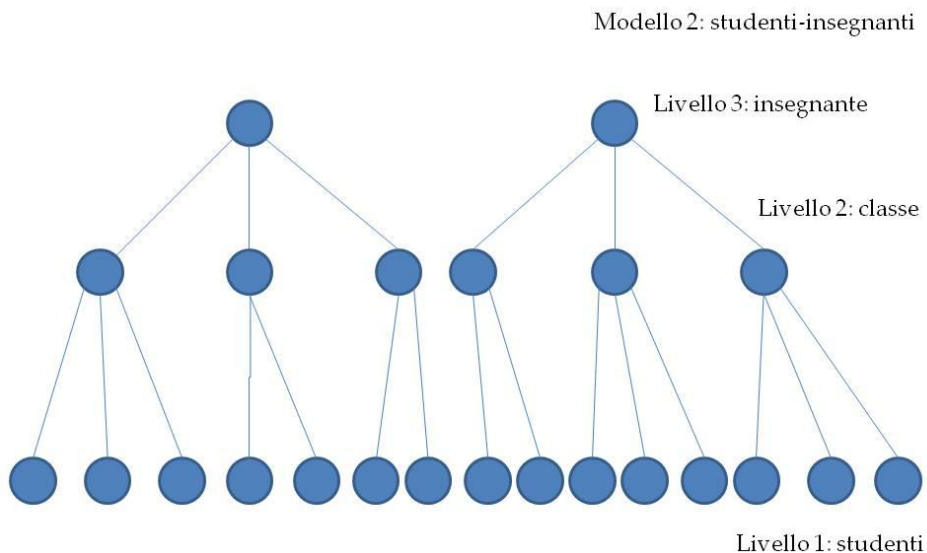 Modello 2: studenti-insegnanti
Livello 3: insegnante
Livello 2: classe
Livello 1: studenti